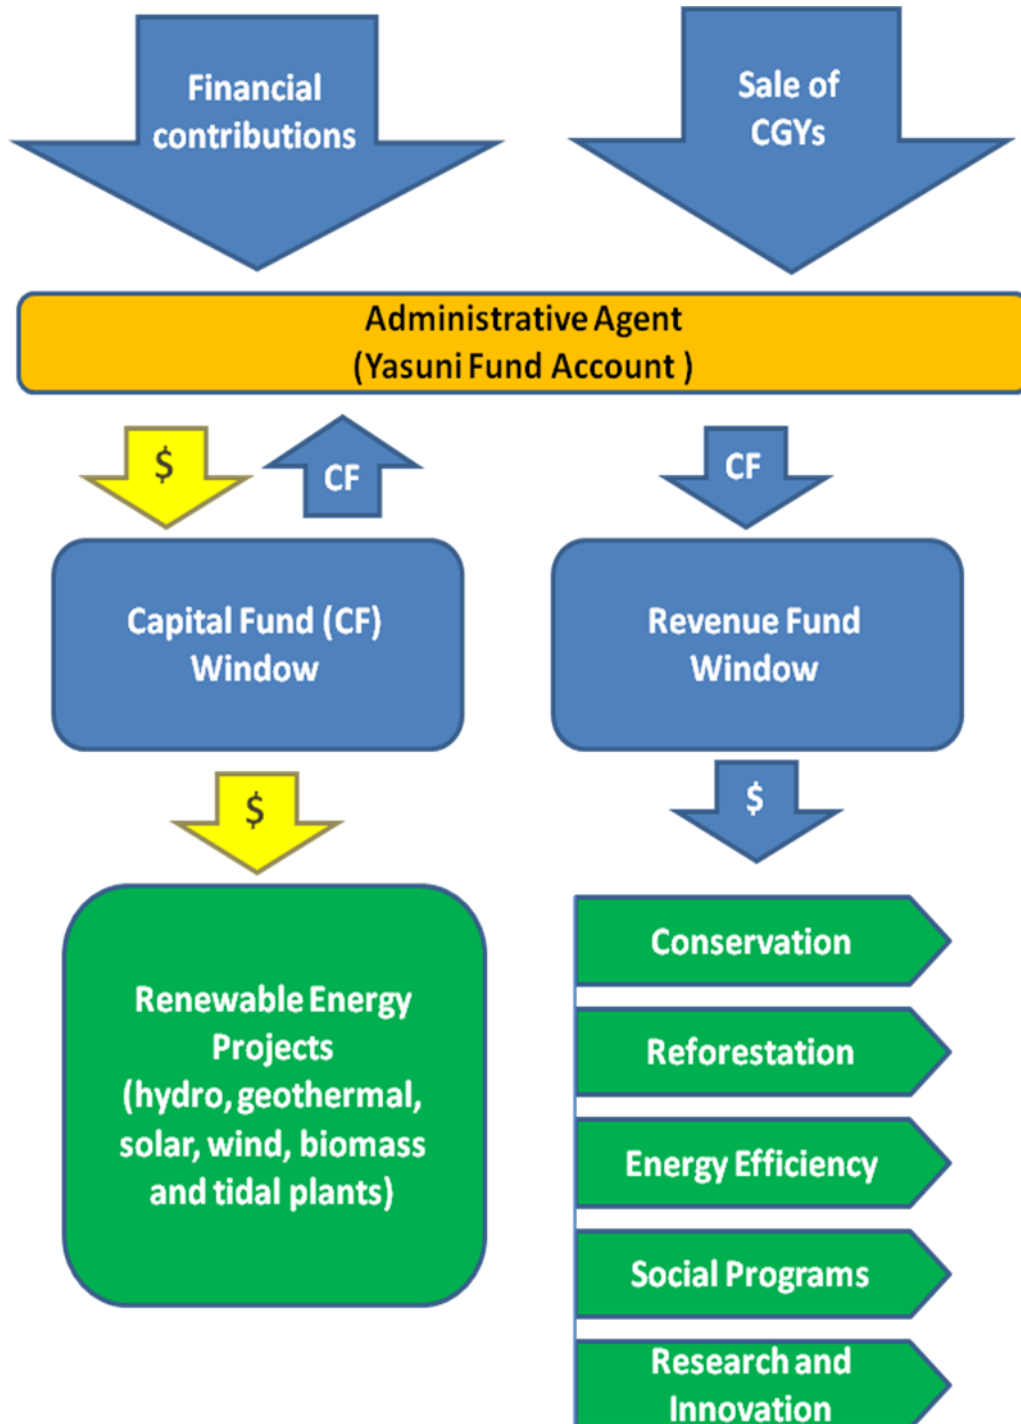 Financial
contributions
Sale of
CGYs
Administrative Agent
(Yasuni Fund Account )
$
CF
CF
Capital Fund (CF)
Window
Revenue Fund
Window
$
$
Renewable Energy
Projects
(hydro, geothermal,
solar, wind, biomass
and tidal plants)
Conservation
Reforestation
Energy Efficiency
Social Programs
Research and
Innovation